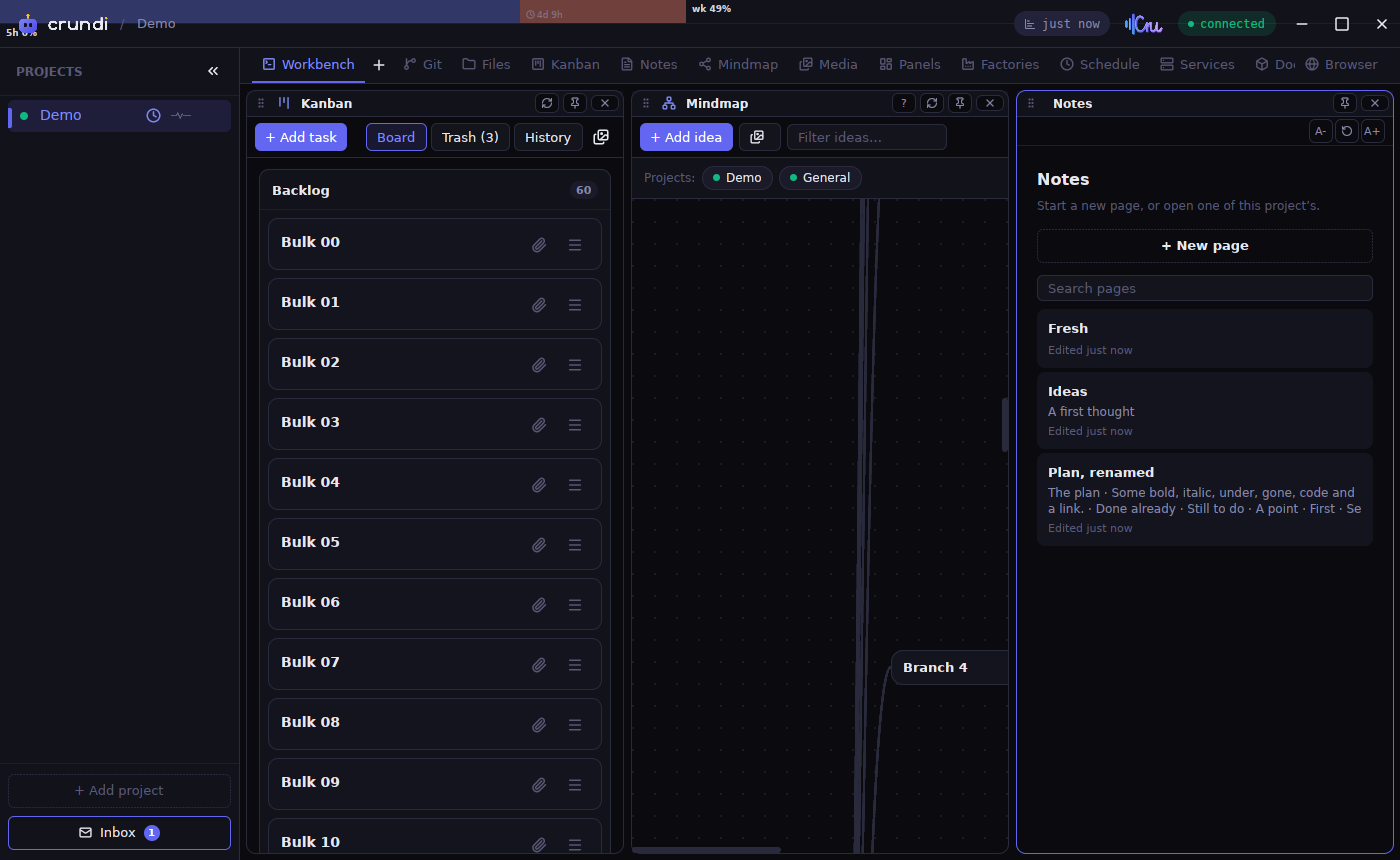 4d 9h
wk 49%
crundi / Demo
just now
Cru
connected
PROJECTS
Demo
+ Add project
Inbox 1
Workbench + Git Files Kanban Notes Mindmap Media Panels Factories Schedule Services Doc Browser
Kanban
+ Add task Board Trash (3) History
Backlog 60
Bulk 00
Bulk 01
Bulk 02
Bulk 03
Bulk 04
Bulk 05
Bulk 06
Bulk 07
Bulk 08
Bulk 09
Bulk 10
Mindmap ?
+ Add idea Filter ideas...
Projects: Demo General
Branch 4
Notes
A- A+
Notes
Start a new page, or open one of this project's.
+ New page
Search pages
Fresh
Edited just now
Ideas
A first thought
Edited just now
Plan, renamed
The plan · Some bold, italic, under, gone, code and
a link. · Done already · Still to do · A point · First · Se
Edited just now